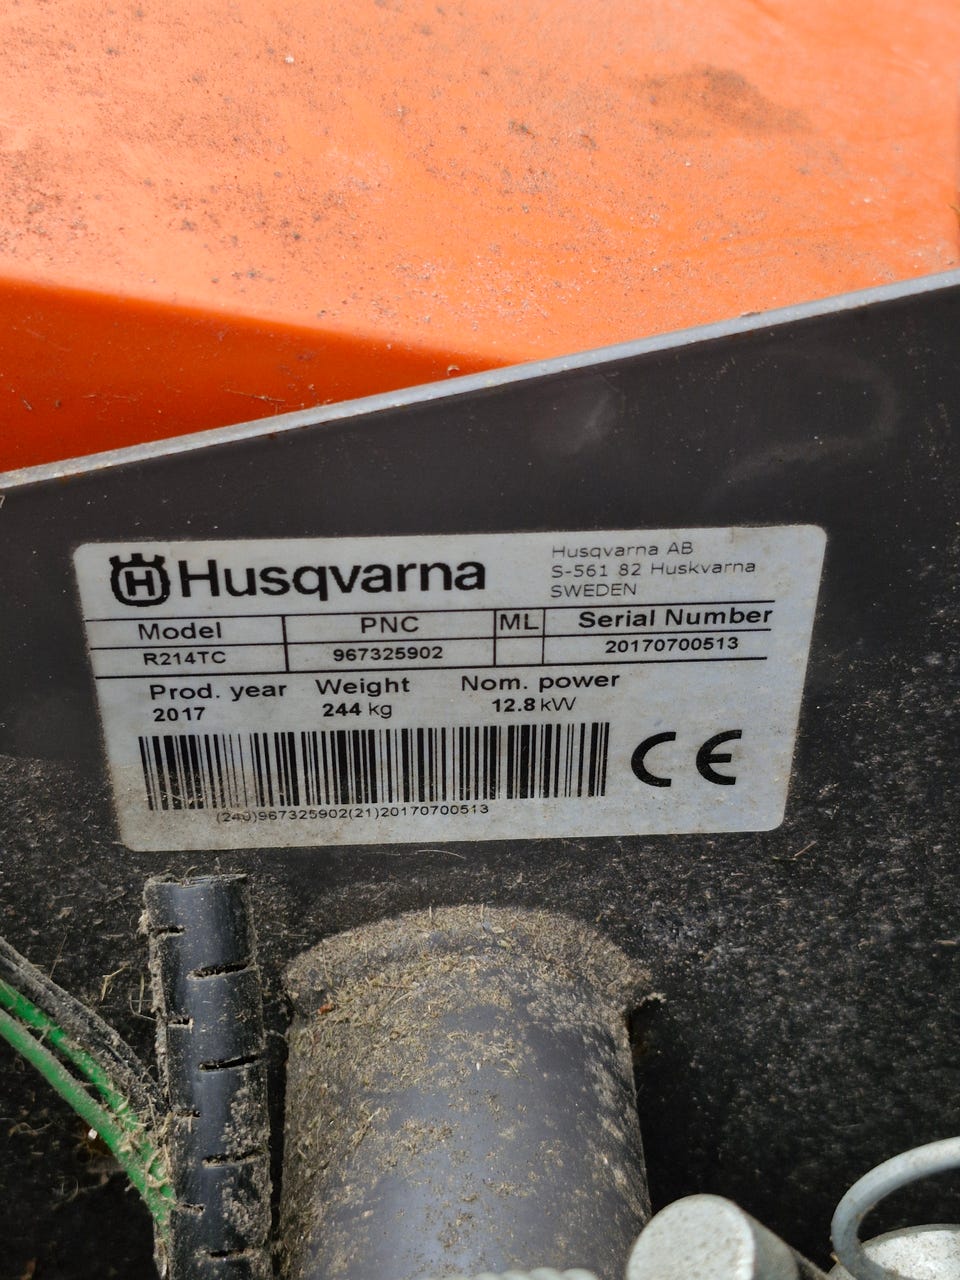 Husqvarna
Husqvarna AB
S-561 82 Huskvarna
SWEDEN
Model PNC ML Serial Number
R214TC 967325902 20170700513
Prod. year Weight Nom. power
2017 244 kg 12.8 kW
(240)967325902(21)20170700513
CE